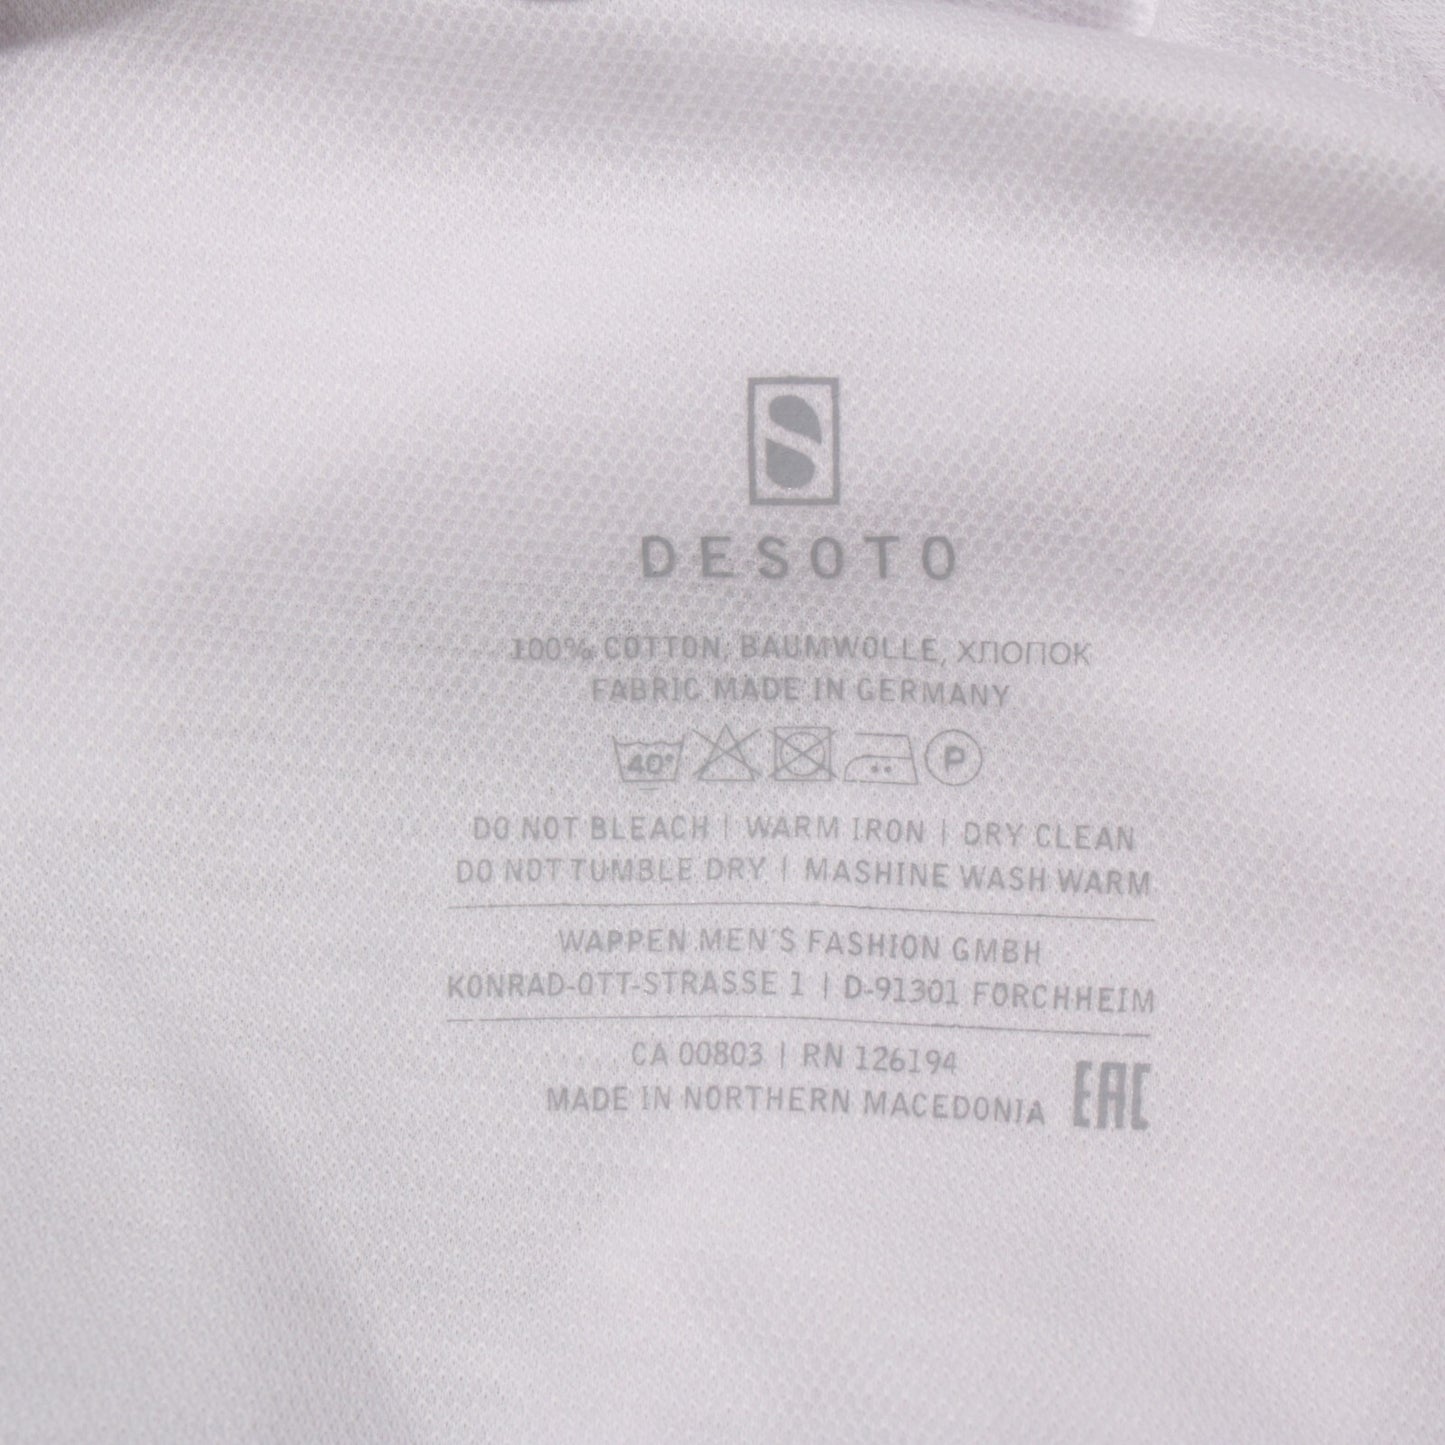 S
DESOTO
100% COTTON, BAUMWOLLE, ХЛОПОК
FABRIC MADE IN GERMANY
40° P
DO NOT BLEACH | WARM IRON | DRY CLEAN
DO NOT TUMBLE DRY | MASHINE WASH WARM
WAPPEN MEN'S FASHION GMBH
KONRAD-OTT-STRASSE 1 | D-91301 FORCHHEIM
CA 00803 | RN 126194
MADE IN NORTHERN MACEDONIA
EAC